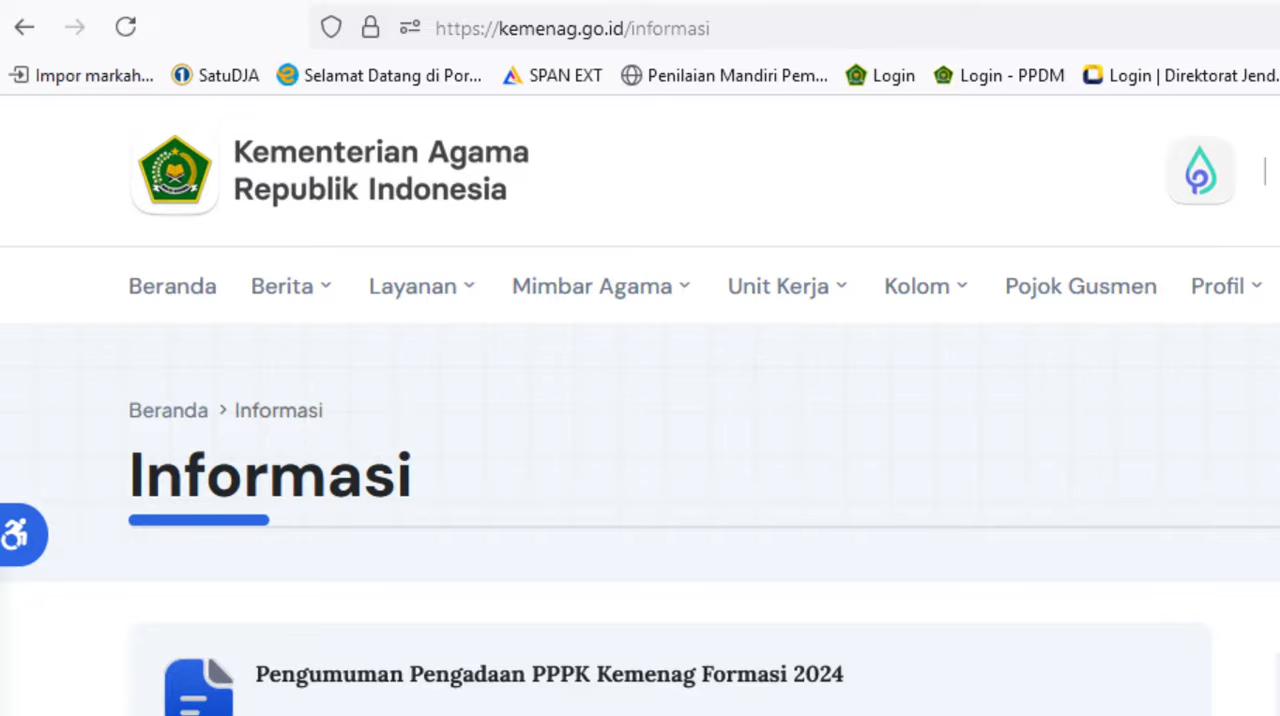 https://kemenag.go.id/informasi
Impor markah... SatuDJA Selamat Datang di Por... SPAN EXT Penilaian Mandiri Pem... Login Login - PPDM Login | Direktorat Jend.
Kementerian Agama
Republik Indonesia
Beranda Berita Layanan Mimbar Agama Unit Kerja Kolom Pojok Gusmen Profil
Beranda > Informasi
Informasi
Pengumuman Pengadaan PPPK Kemenag Formasi 2024